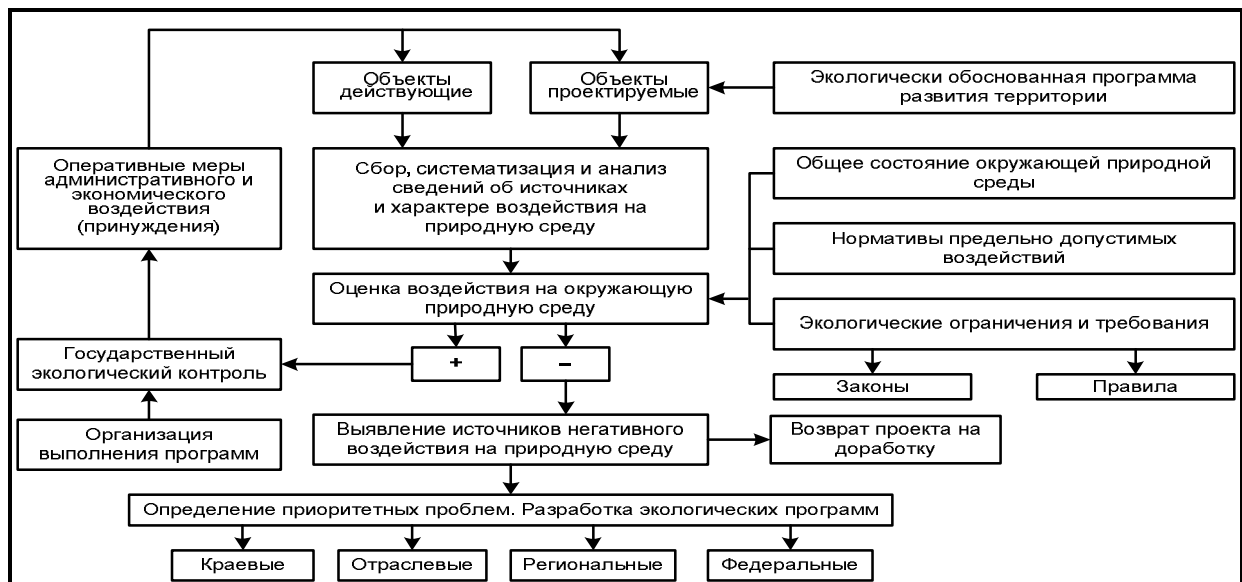 Объекты
действующие
Объекты
проектируемые
Экологически обоснованная программа
развития территории
Оперативные меры
административного и
экономического
воздействия
(принуждения)
Сбор, систематизация и анализ
сведений об источниках
и характере воздействия на
природную среду
Общее состояние окружающей природной
среды
Нормативы предельно допустимых
воздействий
Оценка воздействия на окружающую
природную среду
Экологические ограничения и требования
Государственный
экологический контроль
+
–
Законы
Правила
Организация
выполнения программ
Выявление источников негативного
воздействия на природную среду
Возврат проекта на
доработку
Определение приоритетных проблем. Разработка экологических программ
Краевые
Отраслевые
Региональные
Федеральные